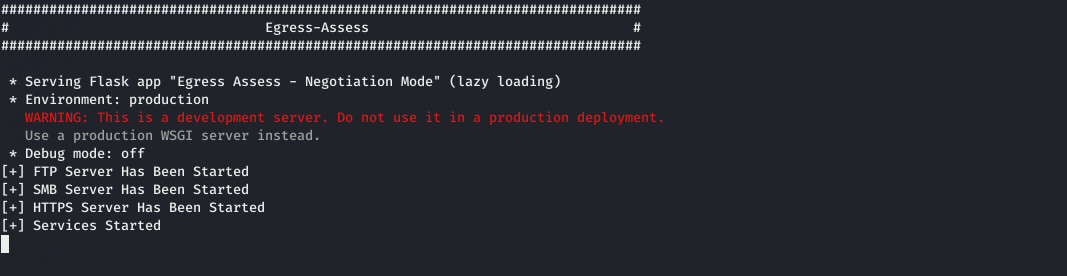 ################################################################################
#                                Egress-Assess                                 #
################################################################################
* Serving Flask app "Egress Assess - Negotiation Mode" (lazy loading)
* Environment: production
WARNING: This is a development server. Do not use it in a production deployment.
Use a production WSGI server instead.
* Debug mode: off
[+] FTP Server Has Been Started
[+] SMB Server Has Been Started
[+] HTTPS Server Has Been Started
[+] Services Started